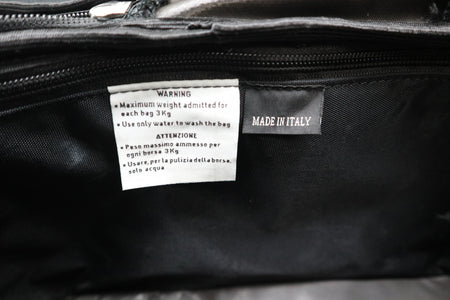 WARNING
• Maximum weight admitted for
each bag 3Kg
• Use only water to wash the bag
ATTENZIONE
• Peso massimo ammesso per
ogni borsa 3Kg
• Usare, per la pulizia della borsa,
solo acqua
MADE IN ITALY